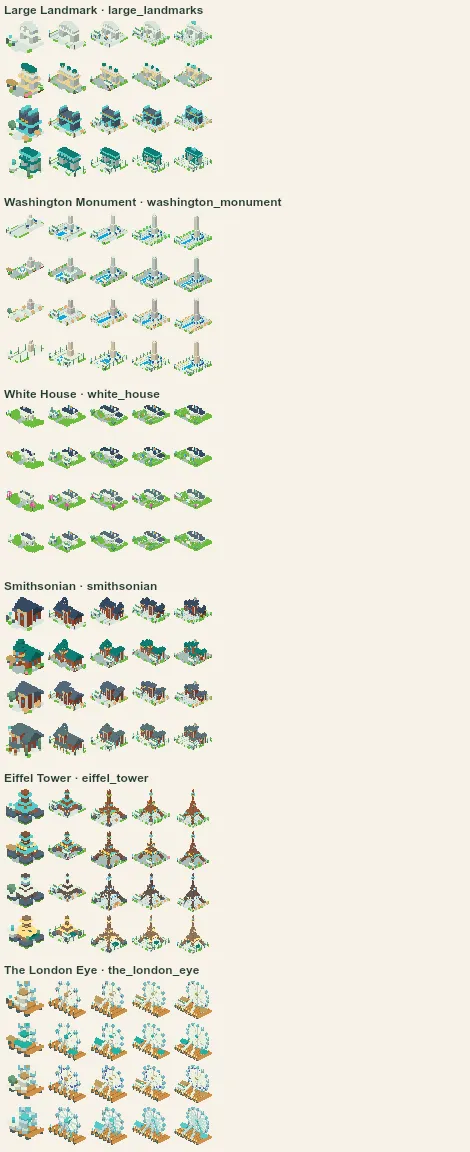 Large Landmark · large_landmarks
Washington Monument · washington_monument
White House · white_house
Smithsonian · smithsonian
Eiffel Tower · eiffel_tower
The London Eye · the_london_eye